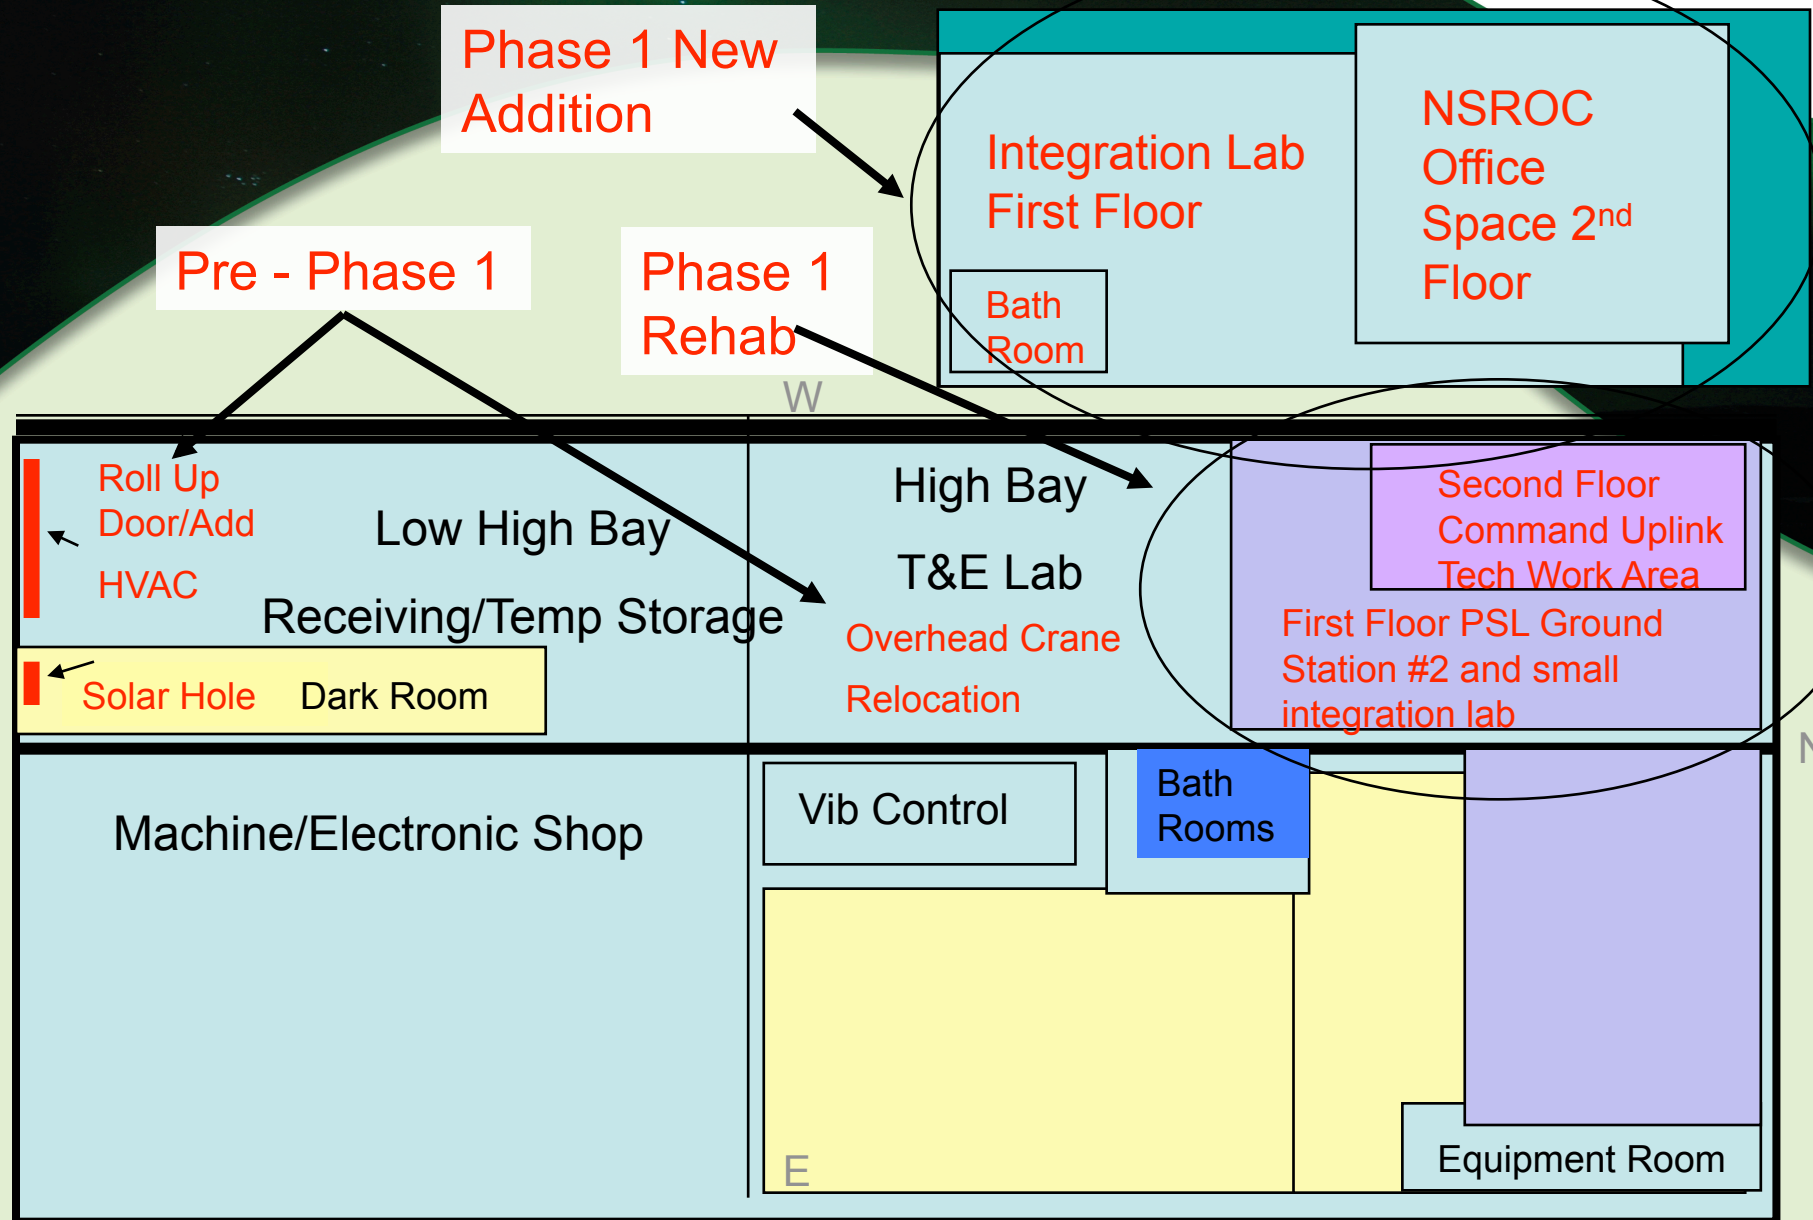 Phase 1 New
Addition
NSROC
Office
Space 2nd
Floor
Integration Lab
First Floor
Bath
Room
Pre - Phase 1
Phase 1
Rehab
W
Roll Up
Door/Add
HVAC
Low High Bay
Receiving/Temp Storage
High Bay
T&E Lab
Overhead Crane
Relocation
Second Floor
Command Uplink
Tech Work Area
First Floor PSL Ground
Station #2 and small
integration lab
Solar Hole
Dark Room
N
Machine/Electronic Shop
Vib Control
Bath
Rooms
E
Equipment Room